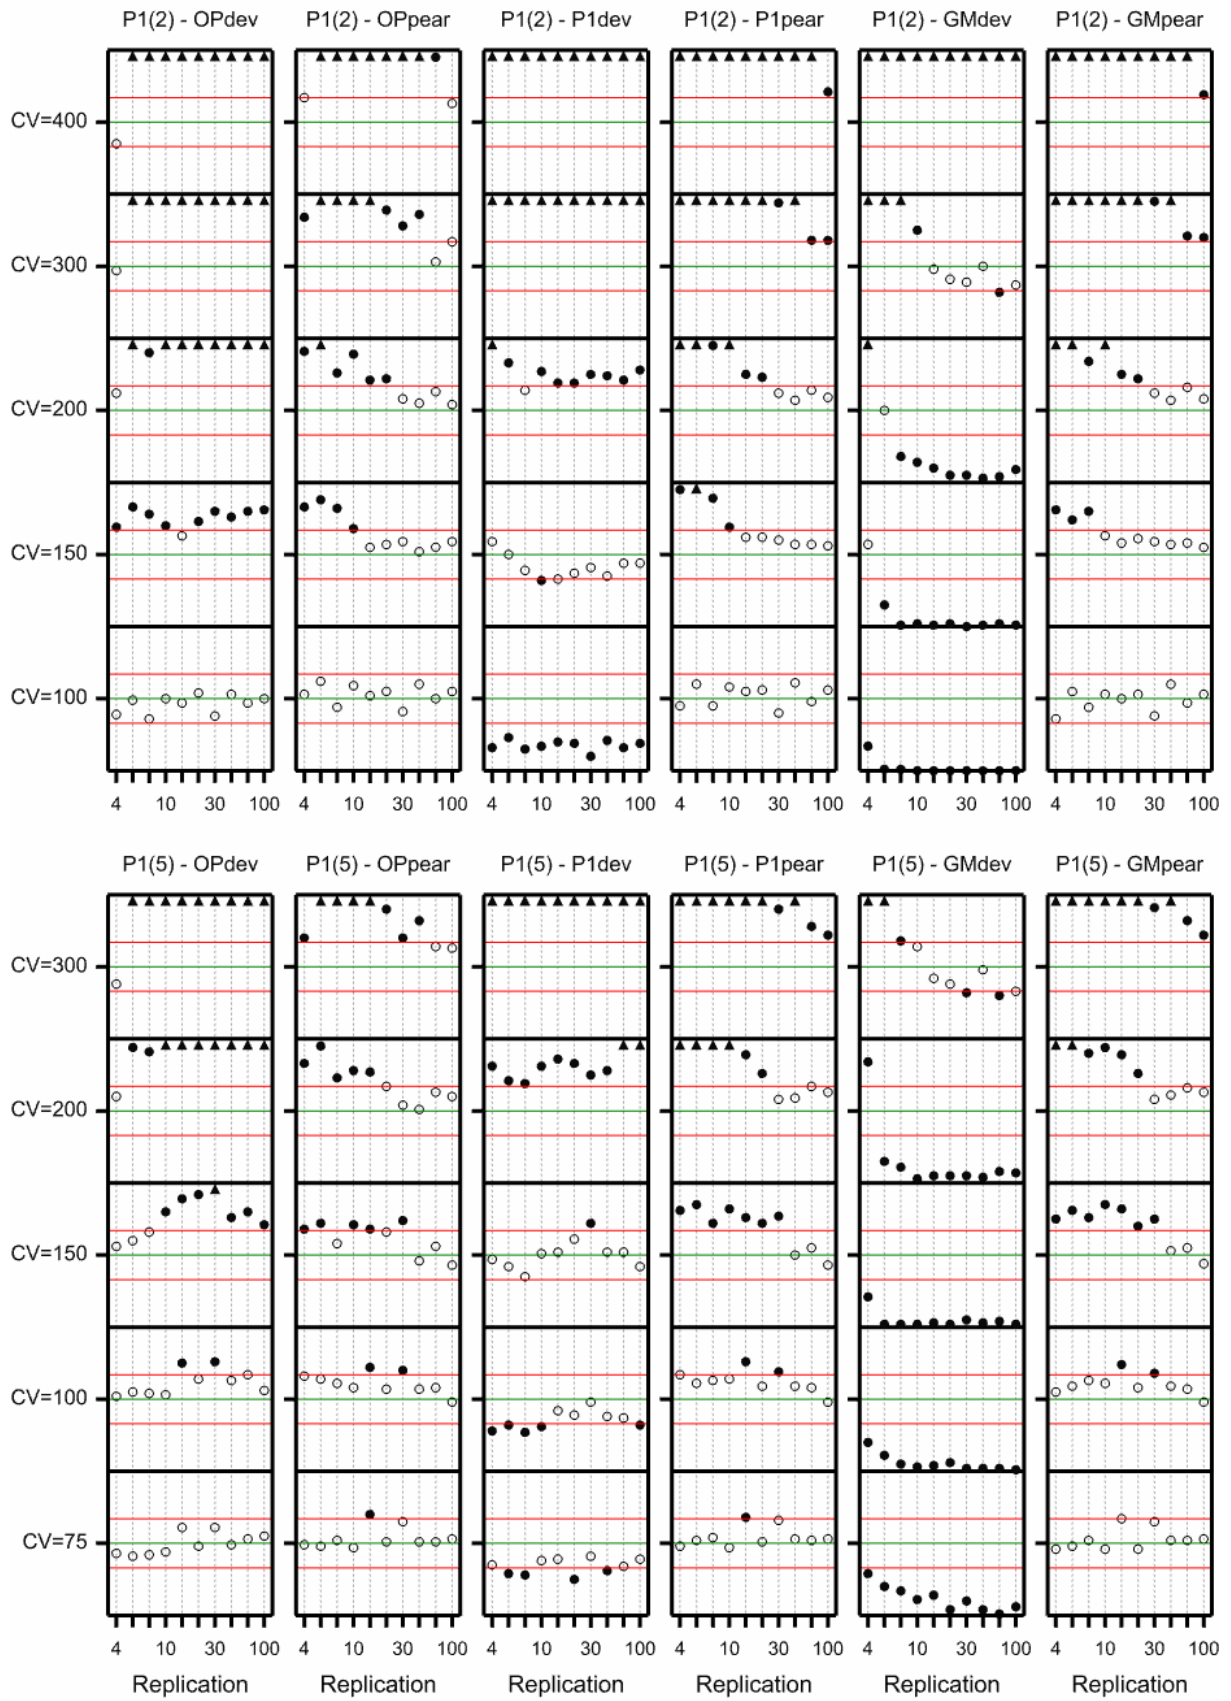 P1(2) - OPdev P1(2) - OPpear P1(2) - P1dev P1(2) - P1pear P1(2) - GMdev P1(2) - GMpear
CV=400
CV=300
CV=200
CV=150
CV=100
4 10 30 100 4 10 30 100 4 10 30 100 4 10 30 100 4 10 30 100 4 10 30 100
P1(5) - OPdev P1(5) - OPpear P1(5) - P1dev P1(5) - P1pear P1(5) - GMdev P1(5) - GMpear
CV=300
CV=200
CV=150
CV=100
CV=75
4 10 30 100 4 10 30 100 4 10 30 100 4 10 30 100 4 10 30 100 4 10 30 100
Replication Replication Replication Replication Replication Replication